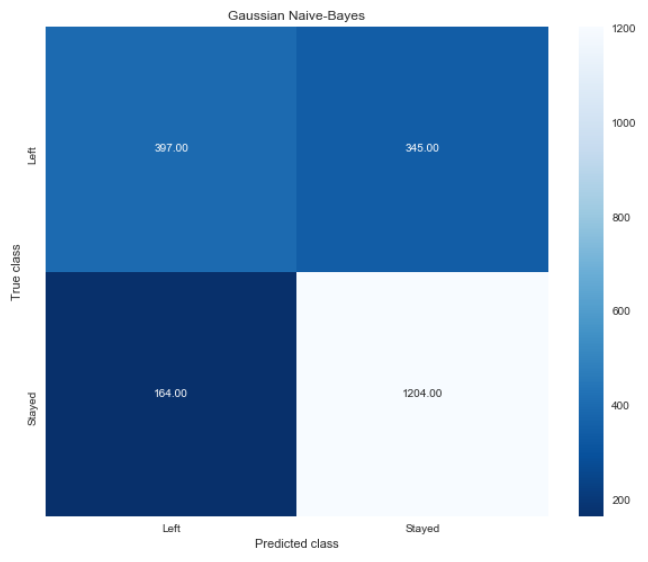 Gaussian Naive-Bayes
True class
Left
Stayed
397.00
345.00
164.00
1204.00
Left
Stayed
Predicted class
1200
1000
800
600
400
200